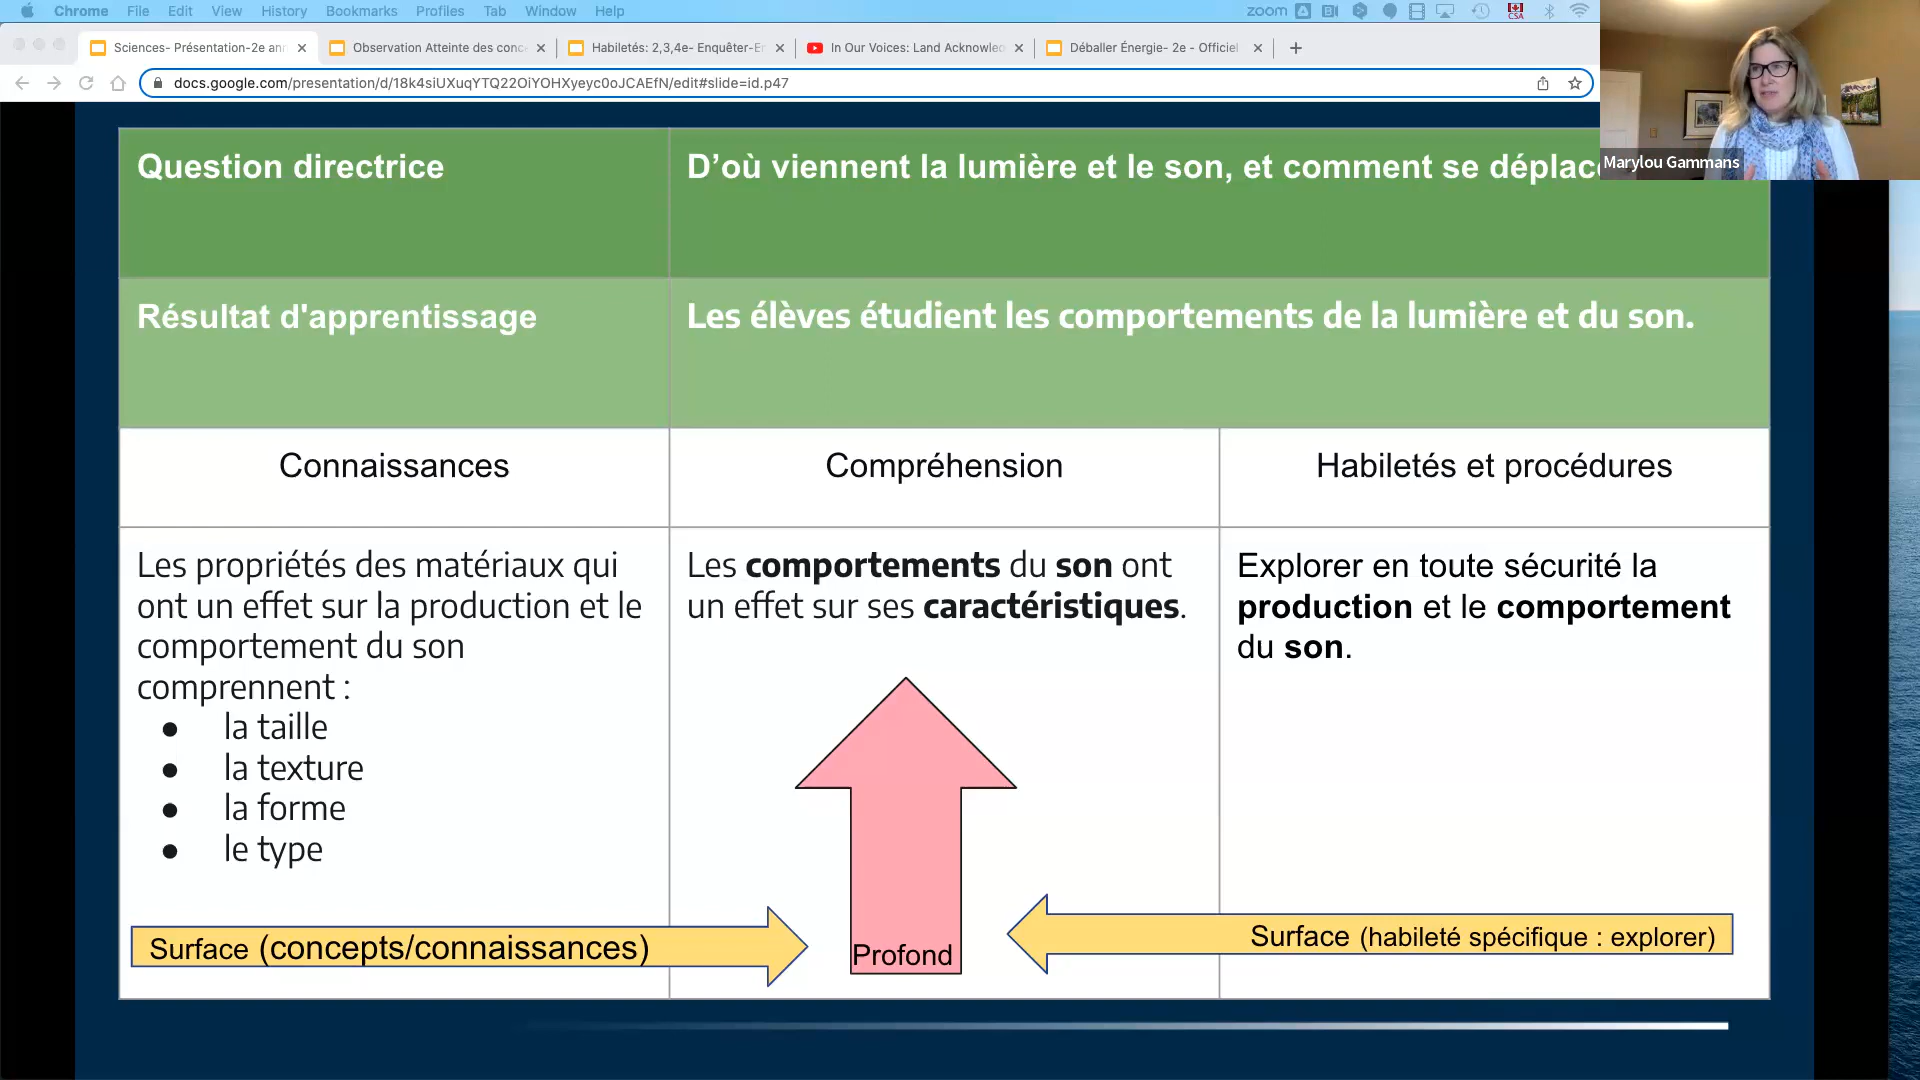 Chrome File Edit View History Bookmarks Profiles Tab Window Help zoom CSA
Sciences- Présentation-2e ann
Observation Atteinte des conc
Habiletés: 2,3,4e- Enquêter-E
In Our Voices: Land Acknowle
Déballer Énergie- 2e - Officiel
docs.google.com/presentation/d/18k4siUXuqYTQ22OiYOHXyeyc0oJCAEfN/edit#slide=id.p47
Marylou Gammans
Question directrice
D'où viennent la lumière et le son, et comment se déplac
Résultat d'apprentissage
Les élèves étudient les comportements de la lumière et du son.
Connaissances
Compréhension
Habiletés et procédures
Les propriétés des matériaux qui
ont un effet sur la production et le
comportement du son
comprennent :
● la taille
● la texture
● la forme
● le type
Les comportements du son ont
un effet sur ses caractéristiques.
Explorer en toute sécurité la
production et le comportement
du son.
Surface (concepts/connaissances)
Profond
Surface (habileté spécifique : explorer)